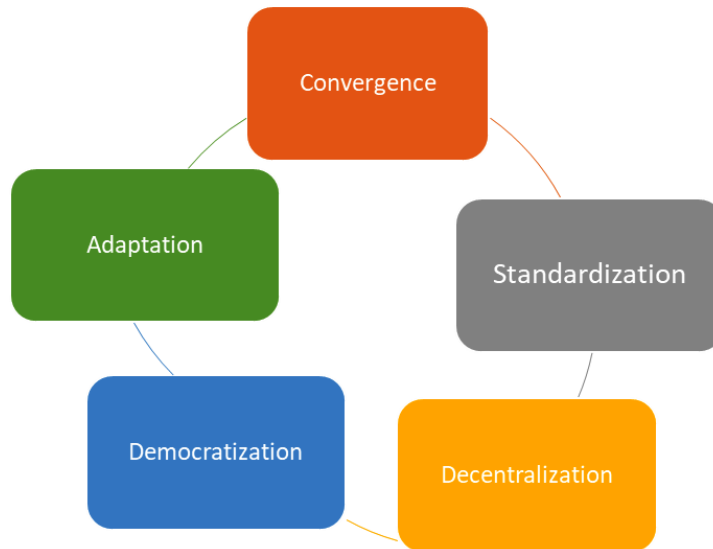 Convergence
Adaptation
Standardization
Democratization
Decentralization